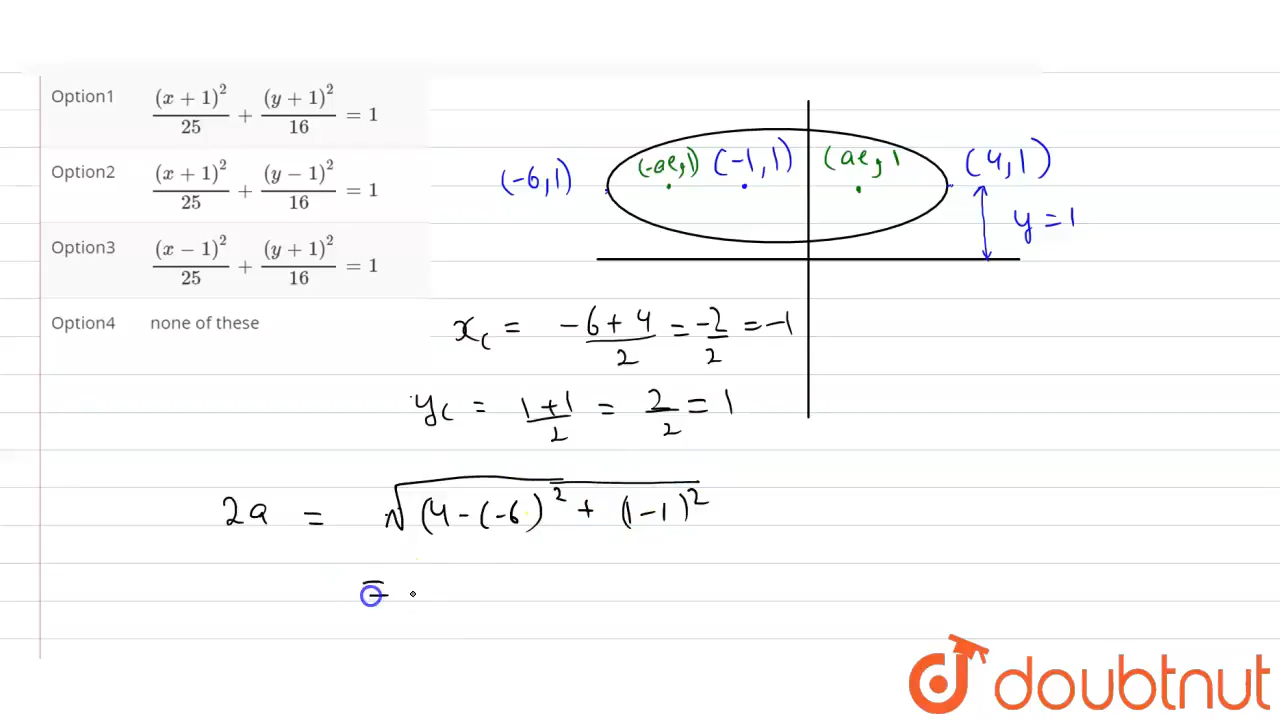 Option1 (x + 1)² / 25 + (y + 1)² / 16 = 1
Option2 (x + 1)² / 25 + (y − 1)² / 16 = 1
Option3 (x − 1)² / 25 + (y + 1)² / 16 = 1
Option4 none of these
(-6,1) (-ae,1) (-1,1) (ae,1 (4,1)
y = 1
x_c = -6+4 / 2 = -2 / 2 = -1
y_c = 1+1 / 2 = 2 / 2 = 1
2a = √(4-(-6)² + (1-1)²
=
doubtnut